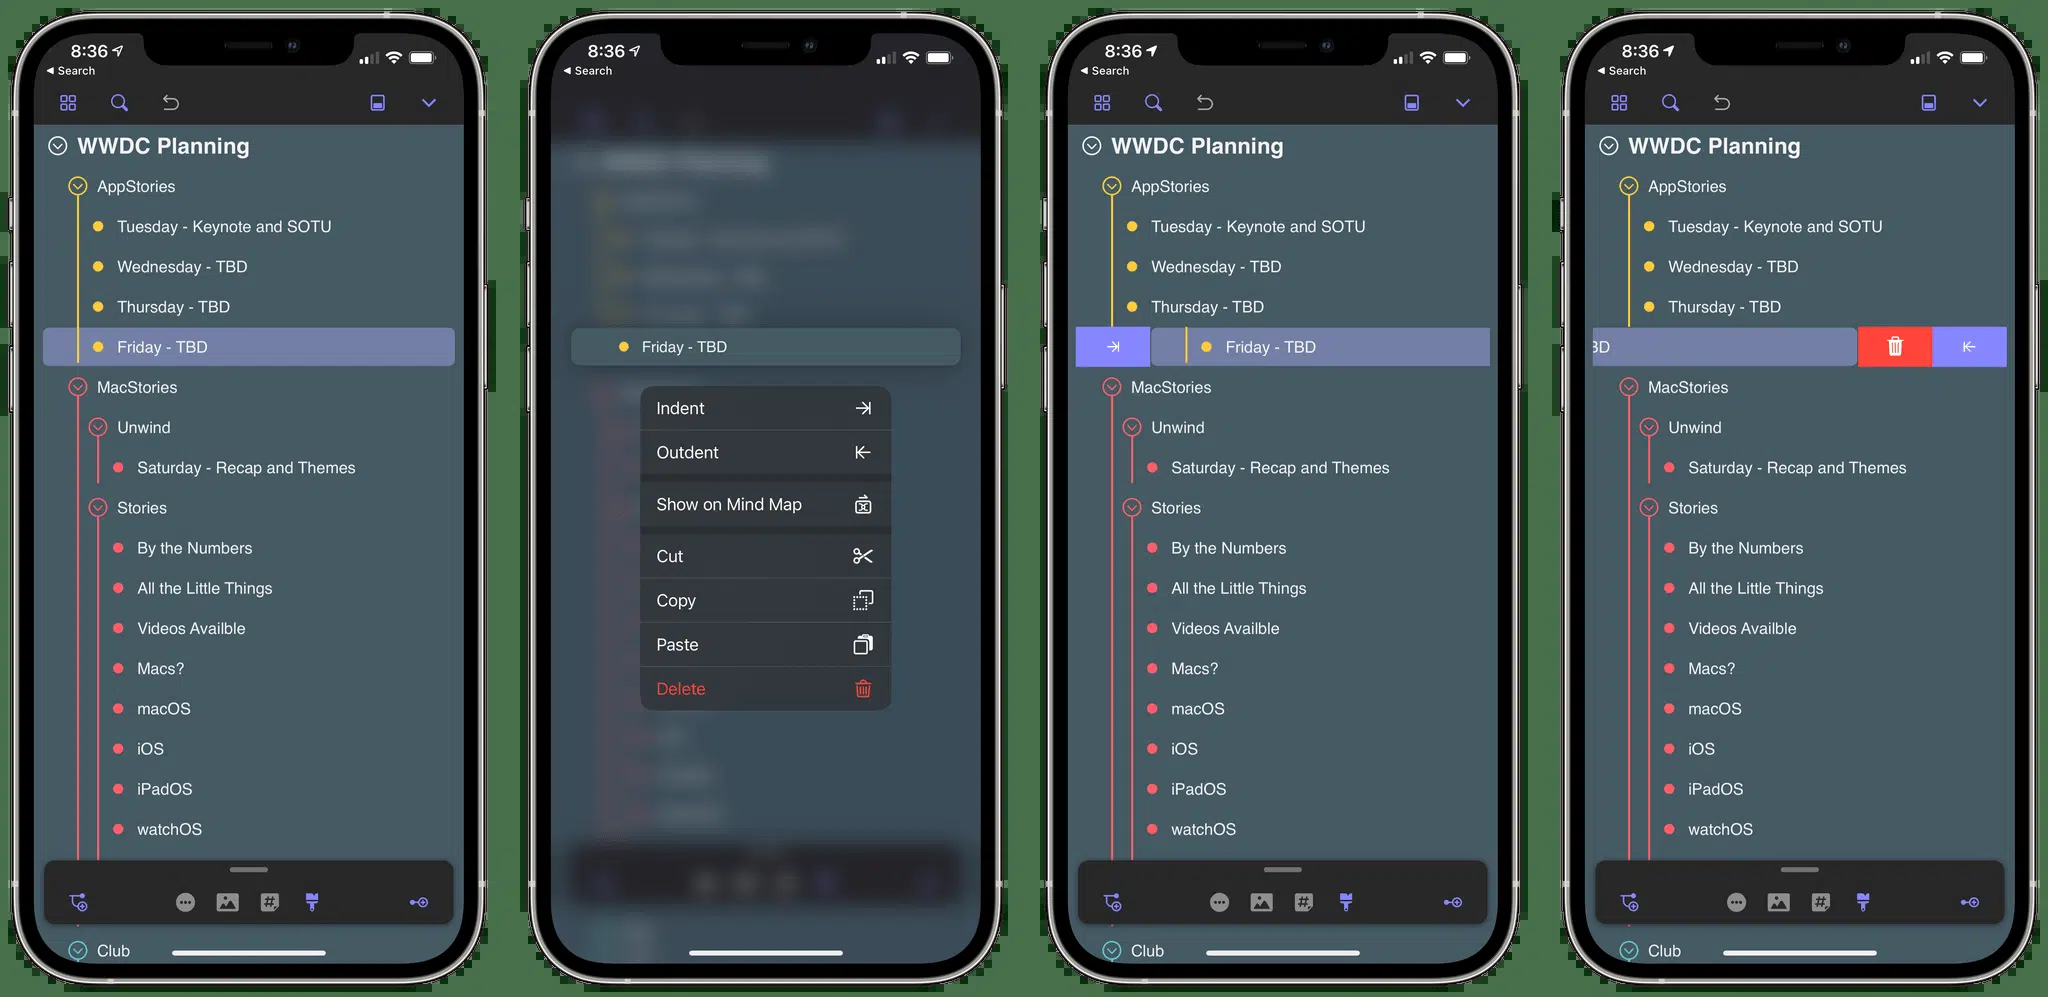 8:36
Search
WWDC Planning
AppStories
Tuesday - Keynote and SOTU
Wednesday - TBD
Thursday - TBD
Friday - TBD
MacStories
Unwind
Saturday - Recap and Themes
Stories
By the Numbers
All the Little Things
Videos Availble
Macs?
macOS
iOS
iPadOS
watchOS
Club
8:36
Search
Friday - TBD
Indent
Outdent
Show on Mind Map
Cut
Copy
Paste
Delete
8:36
Search
WWDC Planning
AppStories
Tuesday - Keynote and SOTU
Wednesday - TBD
Thursday - TBD
Friday - TBD
MacStories
Unwind
Saturday - Recap and Themes
Stories
By the Numbers
All the Little Things
Videos Availble
Macs?
macOS
iOS
iPadOS
watchOS
Club
8:36
Search
WWDC Planning
AppStories
Tuesday - Keynote and SOTU
Wednesday - TBD
Thursday - TBD
BD
MacStories
Unwind
Saturday - Recap and Themes
Stories
By the Numbers
All the Little Things
Videos Availble
Macs?
macOS
iOS
iPadOS
watchOS
Club